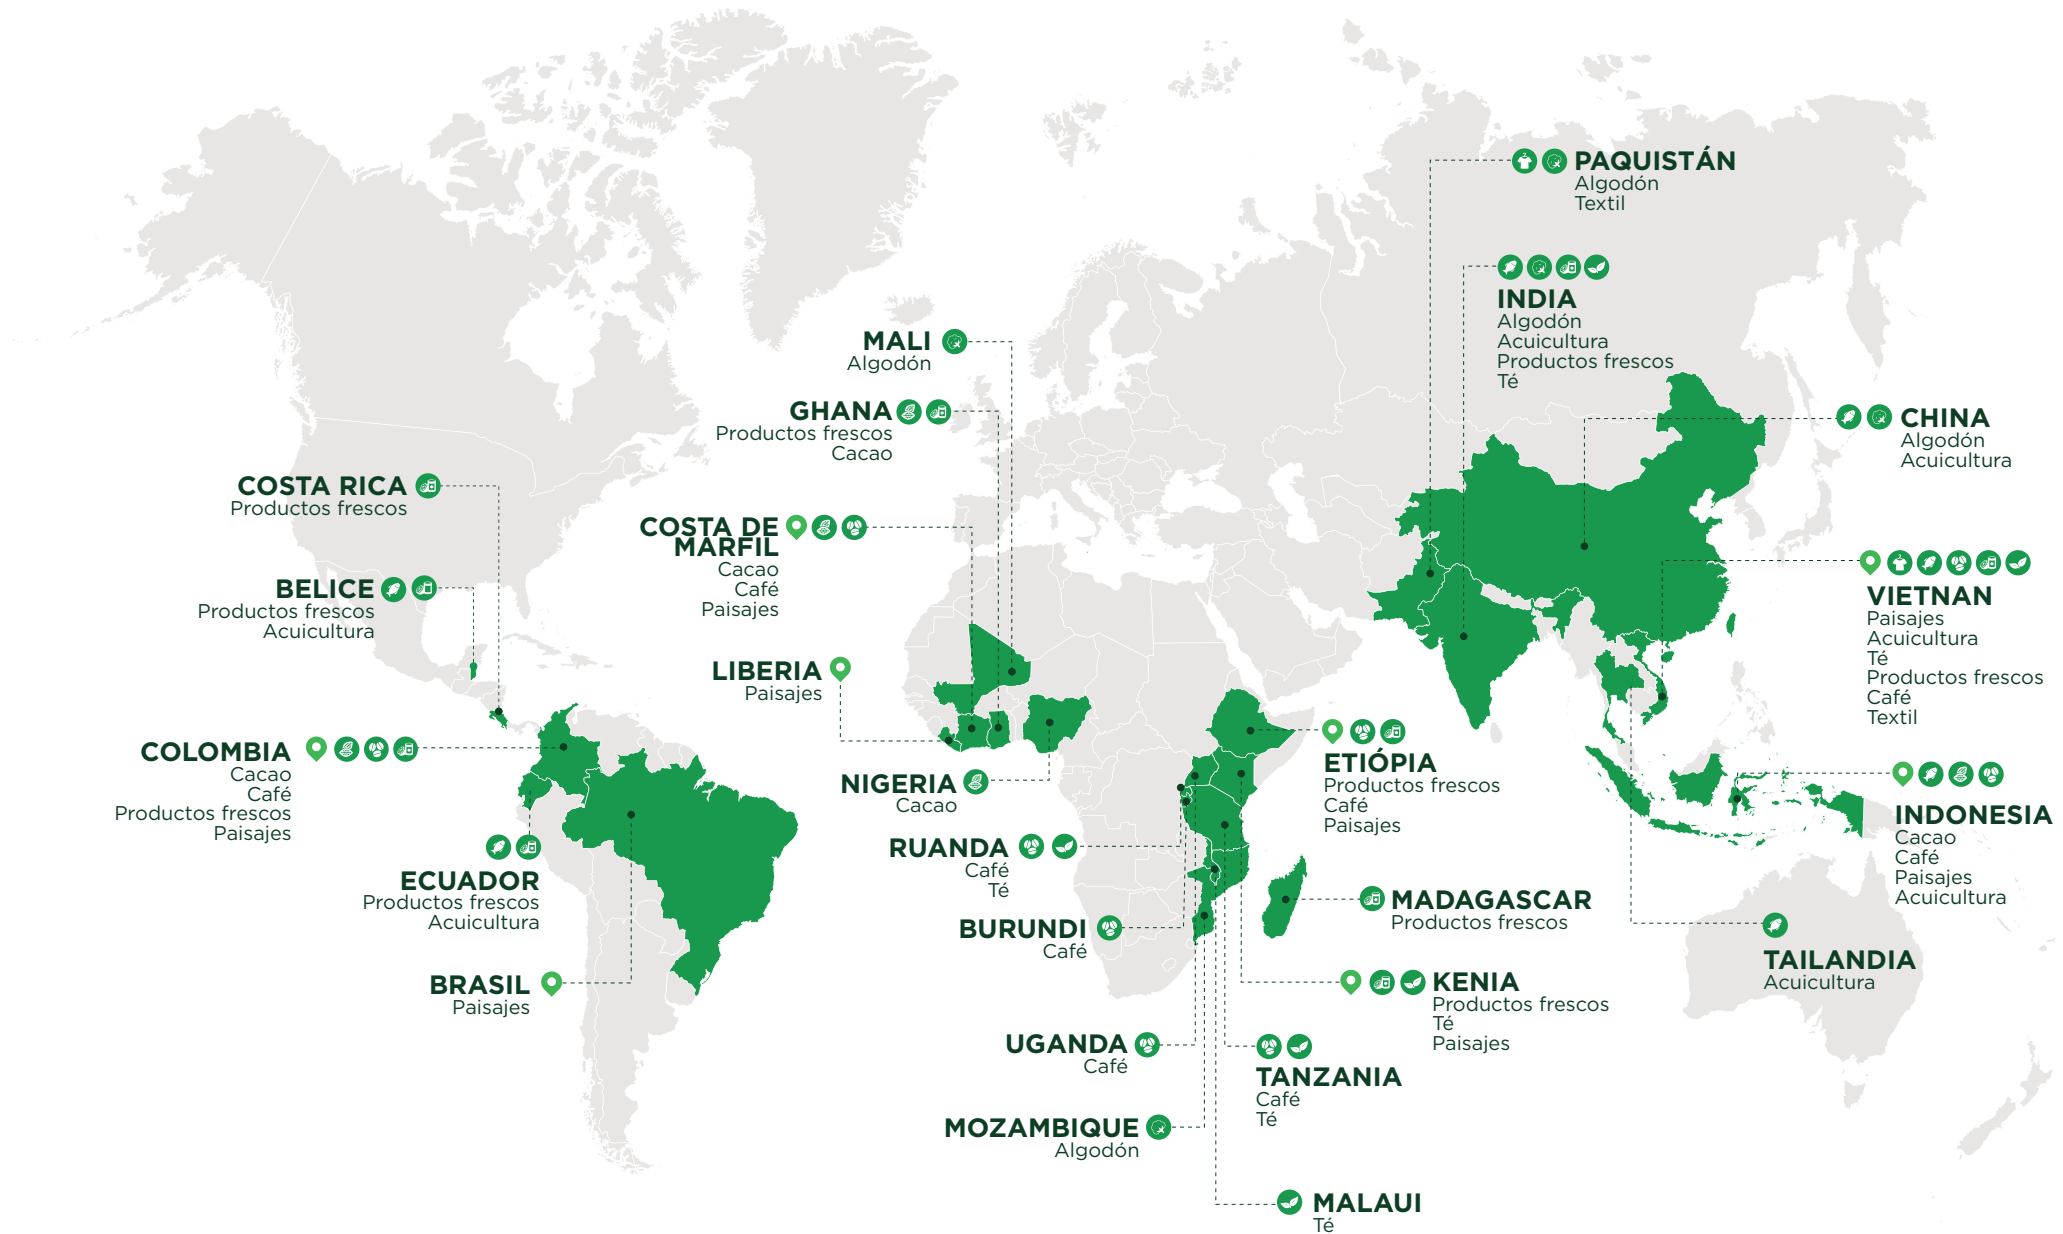 PAQUISTÁN
Algodón
Textil
INDIA
Algodón
Acuicultura
Productos frescos
Té
MALI
Algodón
GHANA
Productos frescos
Cacao
CHINA
Algodón
Acuicultura
COSTA RICA
Productos frescos
COSTA DE
MARFIL
Cacao
Café
Paisajes
BELICE
Productos frescos
Acuicultura
VIETNAN
Paisajes
Acuicultura
Té
Productos frescos
Café
Textil
LIBERIA
Paisajes
COLOMBIA
Cacao
Café
Productos frescos
Paisajes
NIGERIA
Cacao
ETIÓPIA
Productos frescos
Café
Paisajes
INDONESIA
Cacao
Café
Paisajes
Acuicultura
ECUADOR
Productos frescos
Acuicultura
RUANDA
Café
Té
MADAGASCAR
Productos frescos
BURUNDI
Café
TAILANDIA
Acuicultura
BRASIL
Paisajes
KENIA
Productos frescos
Té
Paisajes
UGANDA
Café
TANZANIA
Café
Té
MOZAMBIQUE
Algodón
MALAUI
Té